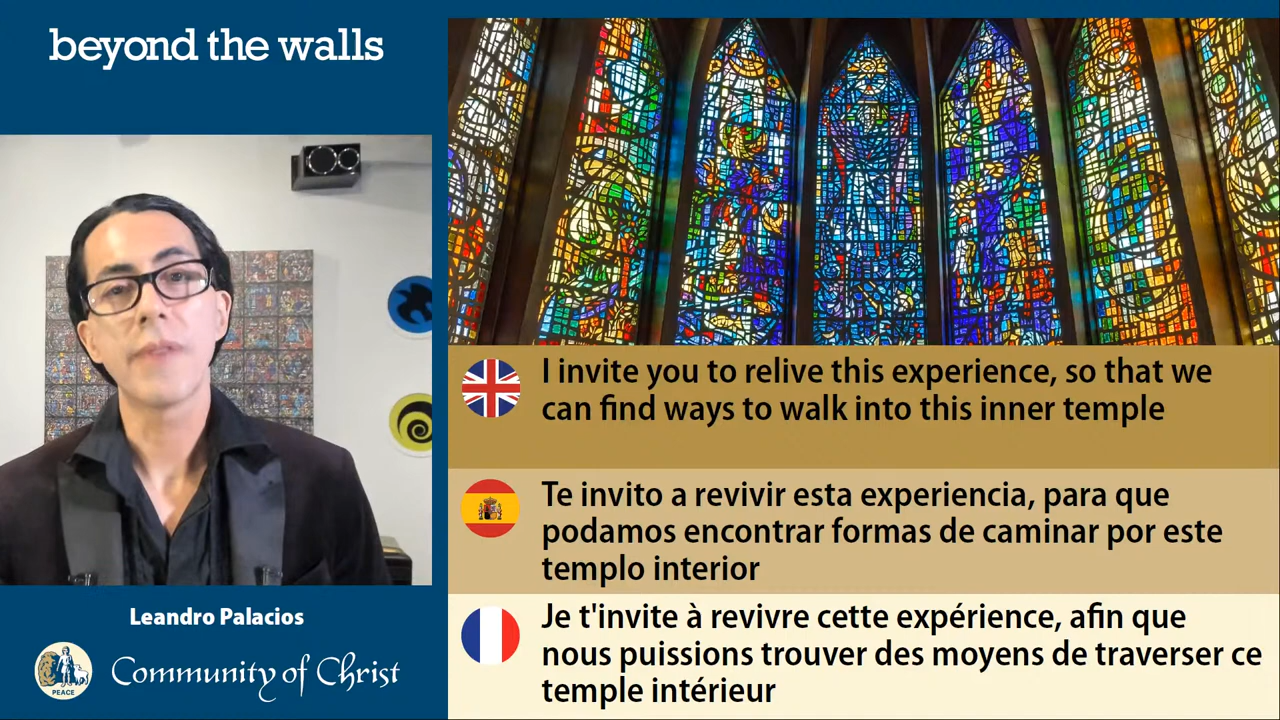 beyond the walls
I invite you to relive this experience, so that we
can find ways to walk into this inner temple
Te invito a revivir esta experiencia, para que
podamos encontrar formas de caminar por este
templo interior
Je t'invite à revivre cette expérience, afin que
nous puissions trouver des moyens de traverser ce
temple intérieur
Leandro Palacios
PEACE
Community of Christ